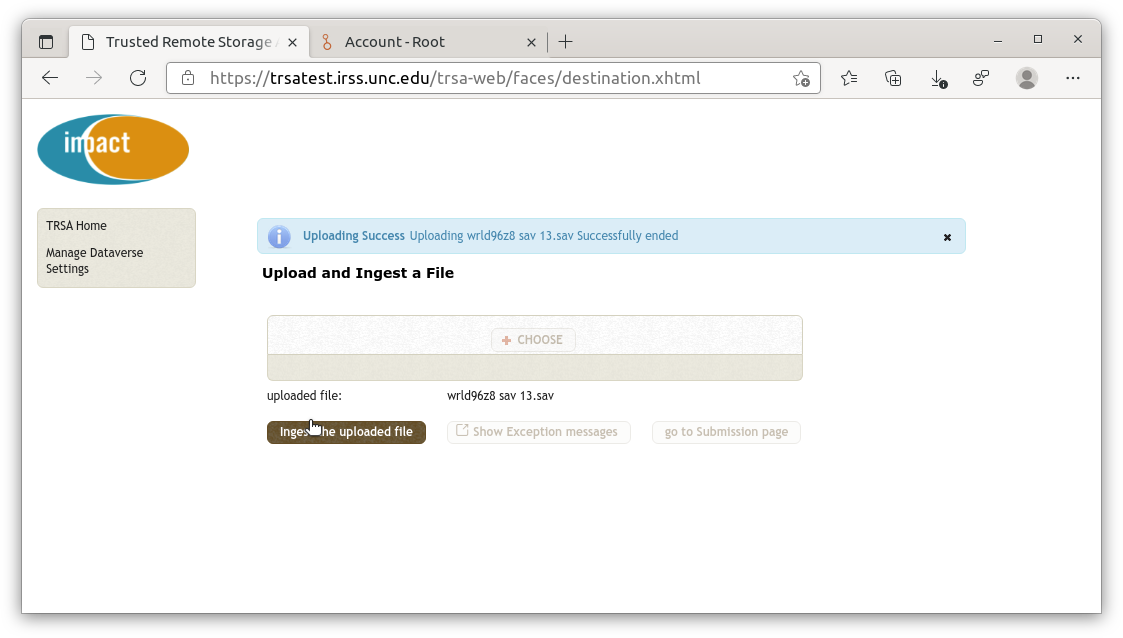 Trusted Remote Storage
Account - Root
https://trsatest.irss.unc.edu/trsa-web/faces/destination.xhtml
impact
TRSA Home
Manage Dataverse
Settings
Uploading Success Uploading wrld96z8 sav 13.sav Successfully ended
Upload and Ingest a File
CHOOSE
uploaded file: wrld96z8 sav 13.sav
Ingest the uploaded file Show Exception messages go to Submission page